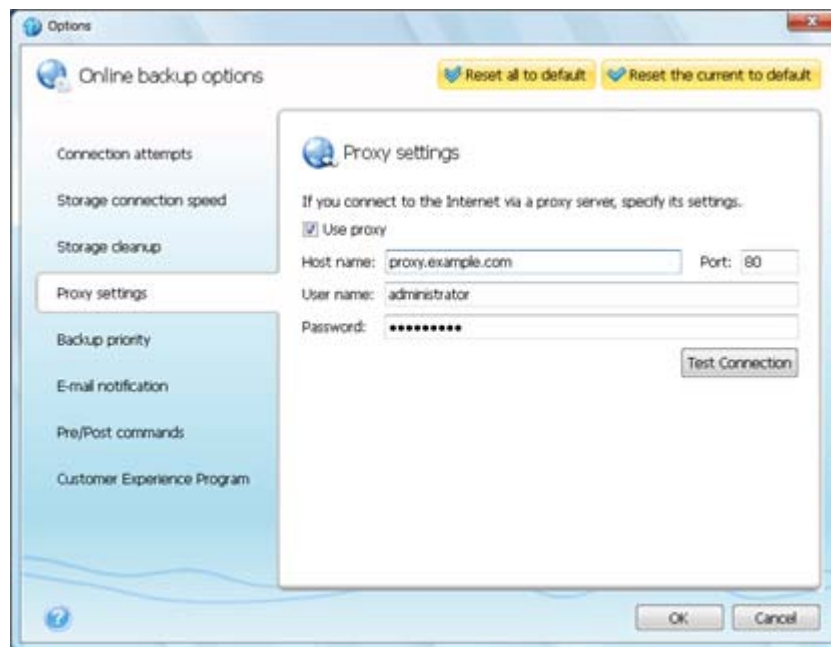 Options
Online backup options
Reset all to default
Reset the current to default
Connection attempts
Storage connection speed
Storage cleanup
Proxy settings
Backup priority
E-mail notification
Pre/Post commands
Customer Experience Program
Proxy settings
If you connect to the Internet via a proxy server, specify its settings.
Use proxy
Host name: proxy.example.com Port: 80
User name: administrator
Password: •••••••••
Test Connection
OK Cancel